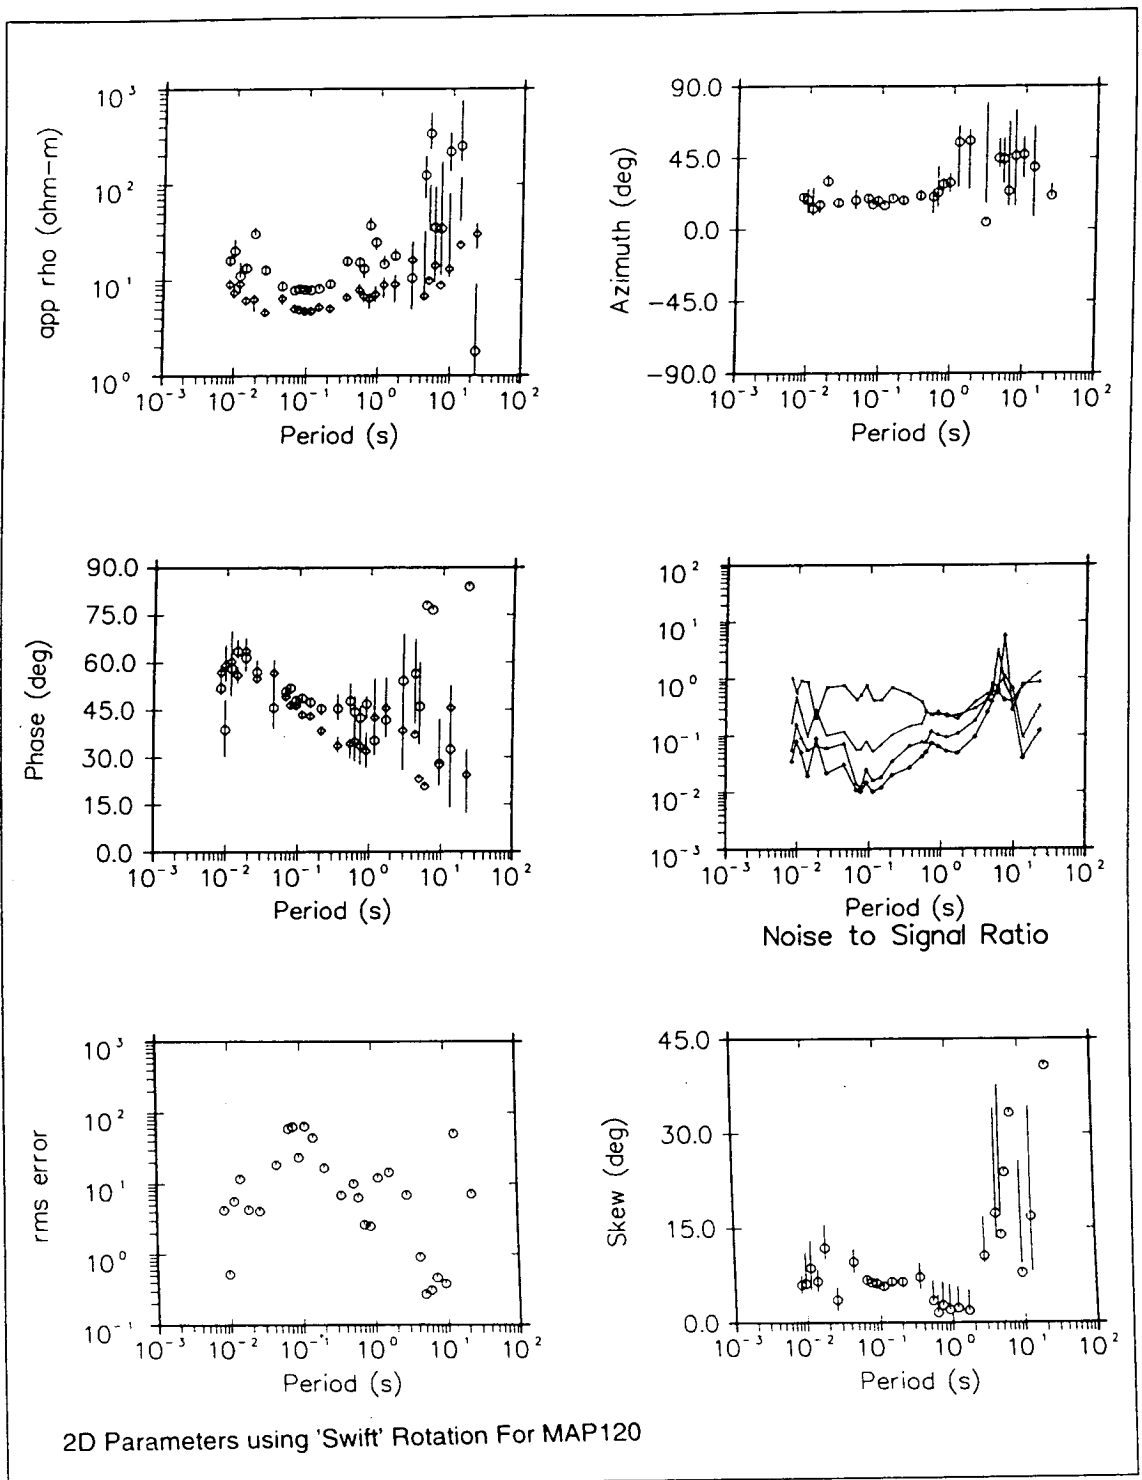 10³
10²
10¹
10⁰
app rho (ohm-m)
10⁻³ 10⁻² 10⁻¹ 10⁰ 10¹ 10²
Period (s)
90.0
45.0
0.0
-45.0
-90.0
Azimuth (deg)
10⁻³ 10⁻² 10⁻¹ 10⁰ 10¹ 10²
Period (s)
90.0
75.0
60.0
45.0
30.0
15.0
0.0
Phase (deg)
10⁻³ 10⁻² 10⁻¹ 10⁰ 10¹ 10²
Period (s)
10²
10¹
10⁰
10⁻¹
10⁻²
10⁻³
10⁻³ 10⁻² 10⁻¹ 10⁰ 10¹ 10²
Period (s)
Noise to Signal Ratio
10³
10²
10¹
10⁰
10⁻¹
rms error
10⁻³ 10⁻² 10⁻¹ 10⁰ 10¹ 10²
Period (s)
45.0
30.0
15.0
0.0
Skew (deg)
10⁻³ 10⁻² 10⁻¹ 10⁰ 10¹ 10²
Period (s)
2D Parameters using 'Swift' Rotation For MAP120